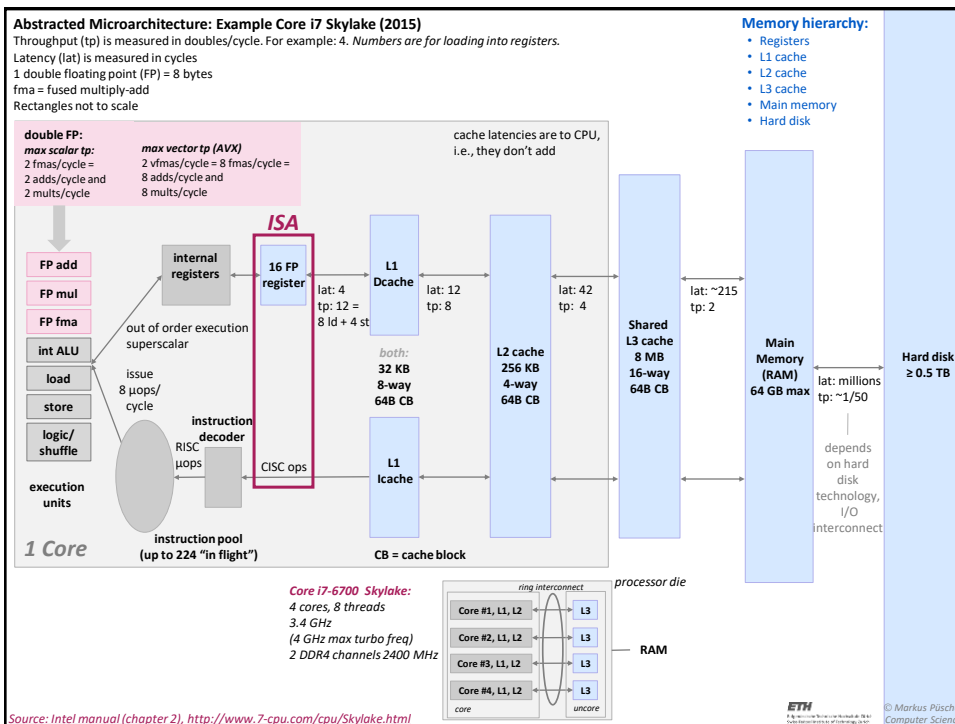 Abstracted Microarchitecture: Example Core i7 Skylake (2015)
Throughput (tp) is measured in doubles/cycle. For example: 4. Numbers are for loading into registers.
Latency (lat) is measured in cycles
1 double floating point (FP) = 8 bytes
fma = fused multiply-add
Rectangles not to scale
Memory hierarchy:
• Registers
• L1 cache
• L2 cache
• L3 cache
• Main memory
• Hard disk
double FP:
max scalar tp:
2 fmas/cycle =
2 adds/cycle and
2 mults/cycle
max vector tp (AVX)
2 vfmas/cycle = 8 fmas/cycle =
8 adds/cycle and
8 mults/cycle
cache latencies are to CPU,
i.e., they don't add
ISA
FP add
FP mul
FP fma
int ALU
load
store
logic/
shuffle
execution
units
internal
registers
out of order execution
superscalar
issue
8 µops/
cycle
RISC
µops
instruction
decoder
CISC ops
instruction pool
(up to 224 "in flight")
1 Core
16 FP
register
lat: 4
tp: 12 =
8 ld + 4 st
L1
Dcache
both:
32 KB
8-way
64B CB
L1
Icache
CB = cache block
lat: 12
tp: 8
L2 cache
256 KB
4-way
64B CB
lat: 42
tp: 4
Shared
L3 cache
8 MB
16-way
64B CB
lat: ~215
tp: 2
Main
Memory
(RAM)
64 GB max
lat: millions
tp: ~1/50
depends
on hard
disk
technology,
I/O
interconnect
Hard disk
≥ 0.5 TB
Core i7-6700 Skylake:
4 cores, 8 threads
3.4 GHz
(4 GHz max turbo freq)
2 DDR4 channels 2400 MHz
ring interconnect
processor die
Core #1, L1, L2
L3
Core #2, L1, L2
L3
Core #3, L1, L2
L3
Core #4, L1, L2
L3
core
uncore
RAM
Source: Intel manual (chapter 2), http://www.7-cpu.com/cpu/Skylake.html
ETH
Eidgenössische Technische Hochschule Zürich
Swiss Federal Institute of Technology Zurich
© Markus Püsch
Computer Scienc